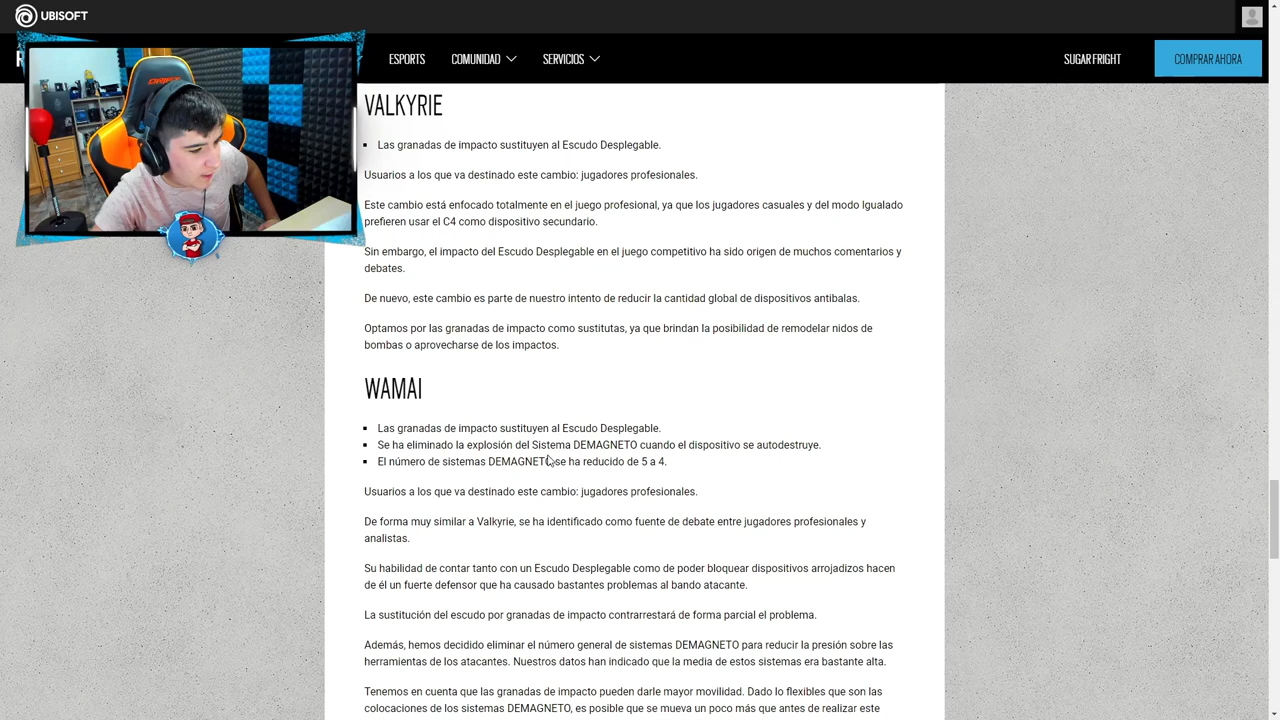 UBISOFT
R
ESPORTS
COMUNIDAD
SERVICIOS
SUGAR FRIGHT
COMPRAR AHORA
VALKYRIE
▪ Las granadas de impacto sustituyen al Escudo Desplegable.
Usuarios a los que va destinado este cambio: jugadores profesionales.
Este cambio está enfocado totalmente en el juego profesional, ya que los jugadores casuales y del modo Igualado
prefieren usar el C4 como dispositivo secundario.
Sin embargo, el impacto del Escudo Desplegable en el juego competitivo ha sido origen de muchos comentarios y
debates.
De nuevo, este cambio es parte de nuestro intento de reducir la cantidad global de dispositivos antibalas.
Optamos por las granadas de impacto como sustitutas, ya que brindan la posibilidad de remodelar nidos de
bombas o aprovecharse de los impactos.
WAMAI
▪ Las granadas de impacto sustituyen al Escudo Desplegable.
▪ Se ha eliminado la explosión del Sistema DEMAGNETO cuando el dispositivo se autodestruye.
▪ El número de sistemas DEMAGNETO se ha reducido de 5 a 4.
Usuarios a los que va destinado este cambio: jugadores profesionales.
De forma muy similar a Valkyrie, se ha identificado como fuente de debate entre jugadores profesionales y
analistas.
Su habilidad de contar tanto con un Escudo Desplegable como de poder bloquear dispositivos arrojadizos hacen
de él un fuerte defensor que ha causado bastantes problemas al bando atacante.
La sustitución del escudo por granadas de impacto contrarrestará de forma parcial el problema.
Además, hemos decidido eliminar el número general de sistemas DEMAGNETO para reducir la presión sobre las
herramientas de los atacantes. Nuestros datos han indicado que la media de estos sistemas era bastante alta.
Tenemos en cuenta que las granadas de impacto pueden darle mayor movilidad. Dado lo flexibles que son las
colocaciones de los sistemas DEMAGNETO, es posible que se mueva un poco más que antes de realizar este